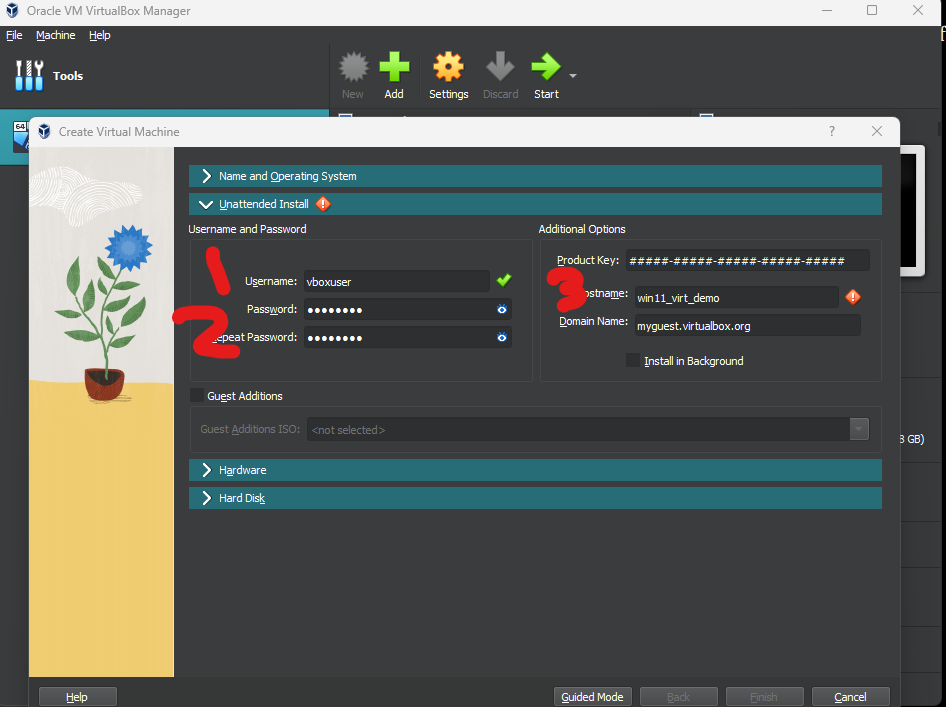 Oracle VM VirtualBox Manager
File Machine Help
Tools
New Add Settings Discard Start
64
Create Virtual Machine ?
Name and Operating System
Unattended Install
Username and Password
Additional Options
1
Username: vboxuser
2
Password: ●●●●●●●●
epeat Password: ●●●●●●●●
Product Key: #####-#####-#####-#####-#####
3
ostname: win11_virt_demo
Domain Name: myguest.virtualbox.org
Install in Background
Guest Additions
Guest Additions ISO: <not selected>
GB)
Hardware
Hard Disk
Help Guided Mode Back Finish Cancel